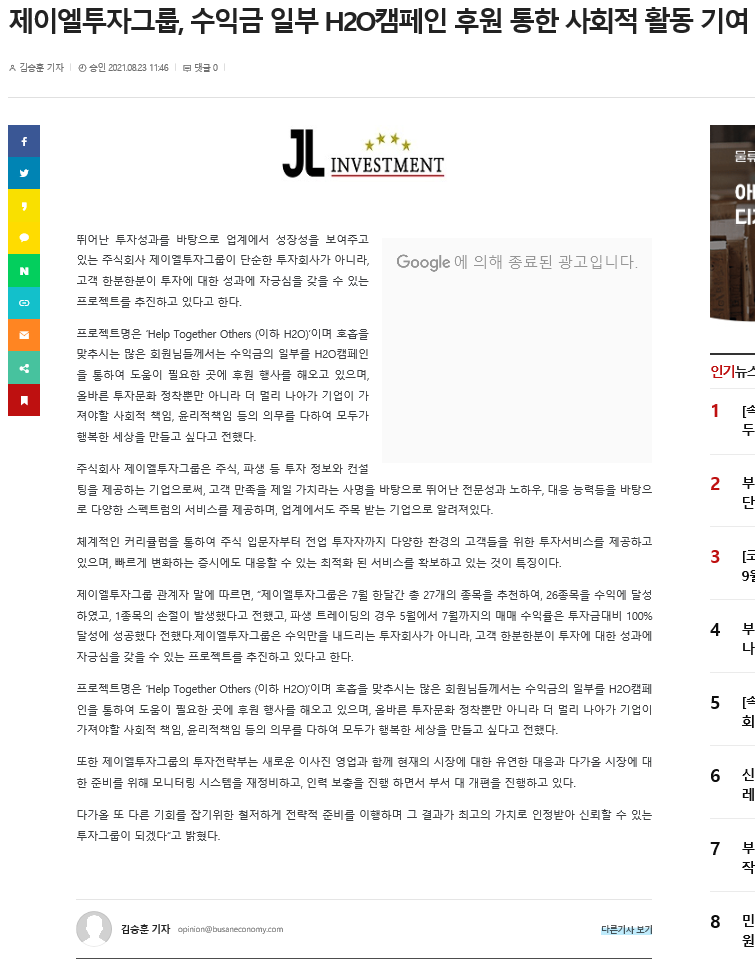 제이엘투자그룹, 수익금 일부 H2O캠페인 후원 통한 사회적 활동 기여
김승훈 기자
승인 2021.08.23 11:46
댓글 0
JL INVESTMENT
뛰어난 투자성과를 바탕으로 업계에서 성장성을 보여주고
있는 주식회사 제이엘투자그룹이 단순한 투자회사가 아니라,
고객 한분한분이 투자에 대한 성과에 자긍심을 갖을 수 있는
프로젝트를 추진하고 있다고 한다.
Google에 의해 종료된 광고입니다.
프로젝트명은 ‘Help Together Others (이하 H2O)’이며 호흡을
맞추시는 많은 회원님들께서는 수익금의 일부를 H2O캠페인
을 통하여 도움이 필요한 곳에 후원 행사를 해오고 있으며,
올바른 투자문화 정착뿐만 아니라 더 멀리 나아가 기업이 가
져야할 사회적 책임, 윤리적책임 등의 의무를 다하여 모두가
행복한 세상을 만들고 싶다고 전했다.
주식회사 제이엘투자그룹은 주식, 파생 등 투자 정보와 컨설
팅을 제공하는 기업으로써, 고객 만족을 제일 가치라는 사명을 바탕으로 뛰어난 전문성과 노하우, 대응 능력등을 바탕으
로 다양한 스펙트럼의 서비스를 제공하며, 업계에서도 주목 받는 기업으로 알려져있다.
체계적인 커리큘럼을 통하여 주식 입문자부터 전업 투자자까지 다양한 환경의 고객들을 위한 투자서비스를 제공하고
있으며, 빠르게 변화하는 증시에도 대응할 수 있는 최적화 된 서비스를 확보하고 있는 것이 특징이다.
제이엘투자그룹 관계자 말에 따르면, “제이엘투자그룹은 7월 한달간 총 27개의 종목을 추천하여, 26종목을 수익에 달성
하였고, 1종목의 손절이 발생했다고 전했고, 파생 트레이딩의 경우 5월에서 7월까지의 매매 수익률은 투자금대비 100%
달성에 성공했다 전했다.제이엘투자그룹은 수익만을 내드리는 투자회사가 아니라, 고객 한분한분이 투자에 대한 성과에
자긍심을 갖을 수 있는 프로젝트를 추진하고 있다고 한다.
프로젝트명은 ‘Help Together Others (이하 H2O)’이며 호흡을 맞추시는 많은 회원님들께서는 수익금의 일부를 H2O캠페
인을 통하여 도움이 필요한 곳에 후원 행사를 해오고 있으며, 올바른 투자문화 정착뿐만 아니라 더 멀리 나아가 기업이
가져야할 사회적 책임, 윤리적책임 등의 의무를 다하여 모두가 행복한 세상을 만들고 싶다고 전했다.
또한 제이엘투자그룹의 투자전략부는 새로운 이사진 영업과 함께 현재의 시장에 대한 유연한 대응과 다가올 시장에 대
한 준비를 위해 모니터링 시스템을 재정비하고, 인력 보충을 진행 하면서 부서 대 개편을 진행하고 있다.
다가올 또 다른 기회를 잡기위한 철저하게 전략적 준비를 이행하며 그 결과가 최고의 가치로 인정받아 신뢰할 수 있는
투자그룹이 되겠다”고 밝혔다.
김승훈 기자 opinion@busaneconomy.com
다른기사 보기
물류
인기뉴스
1 [속
두
2 부
단
3 [코
9월
4 부
나
5 [속
회
6 신
레
7 부
작
8 민
원